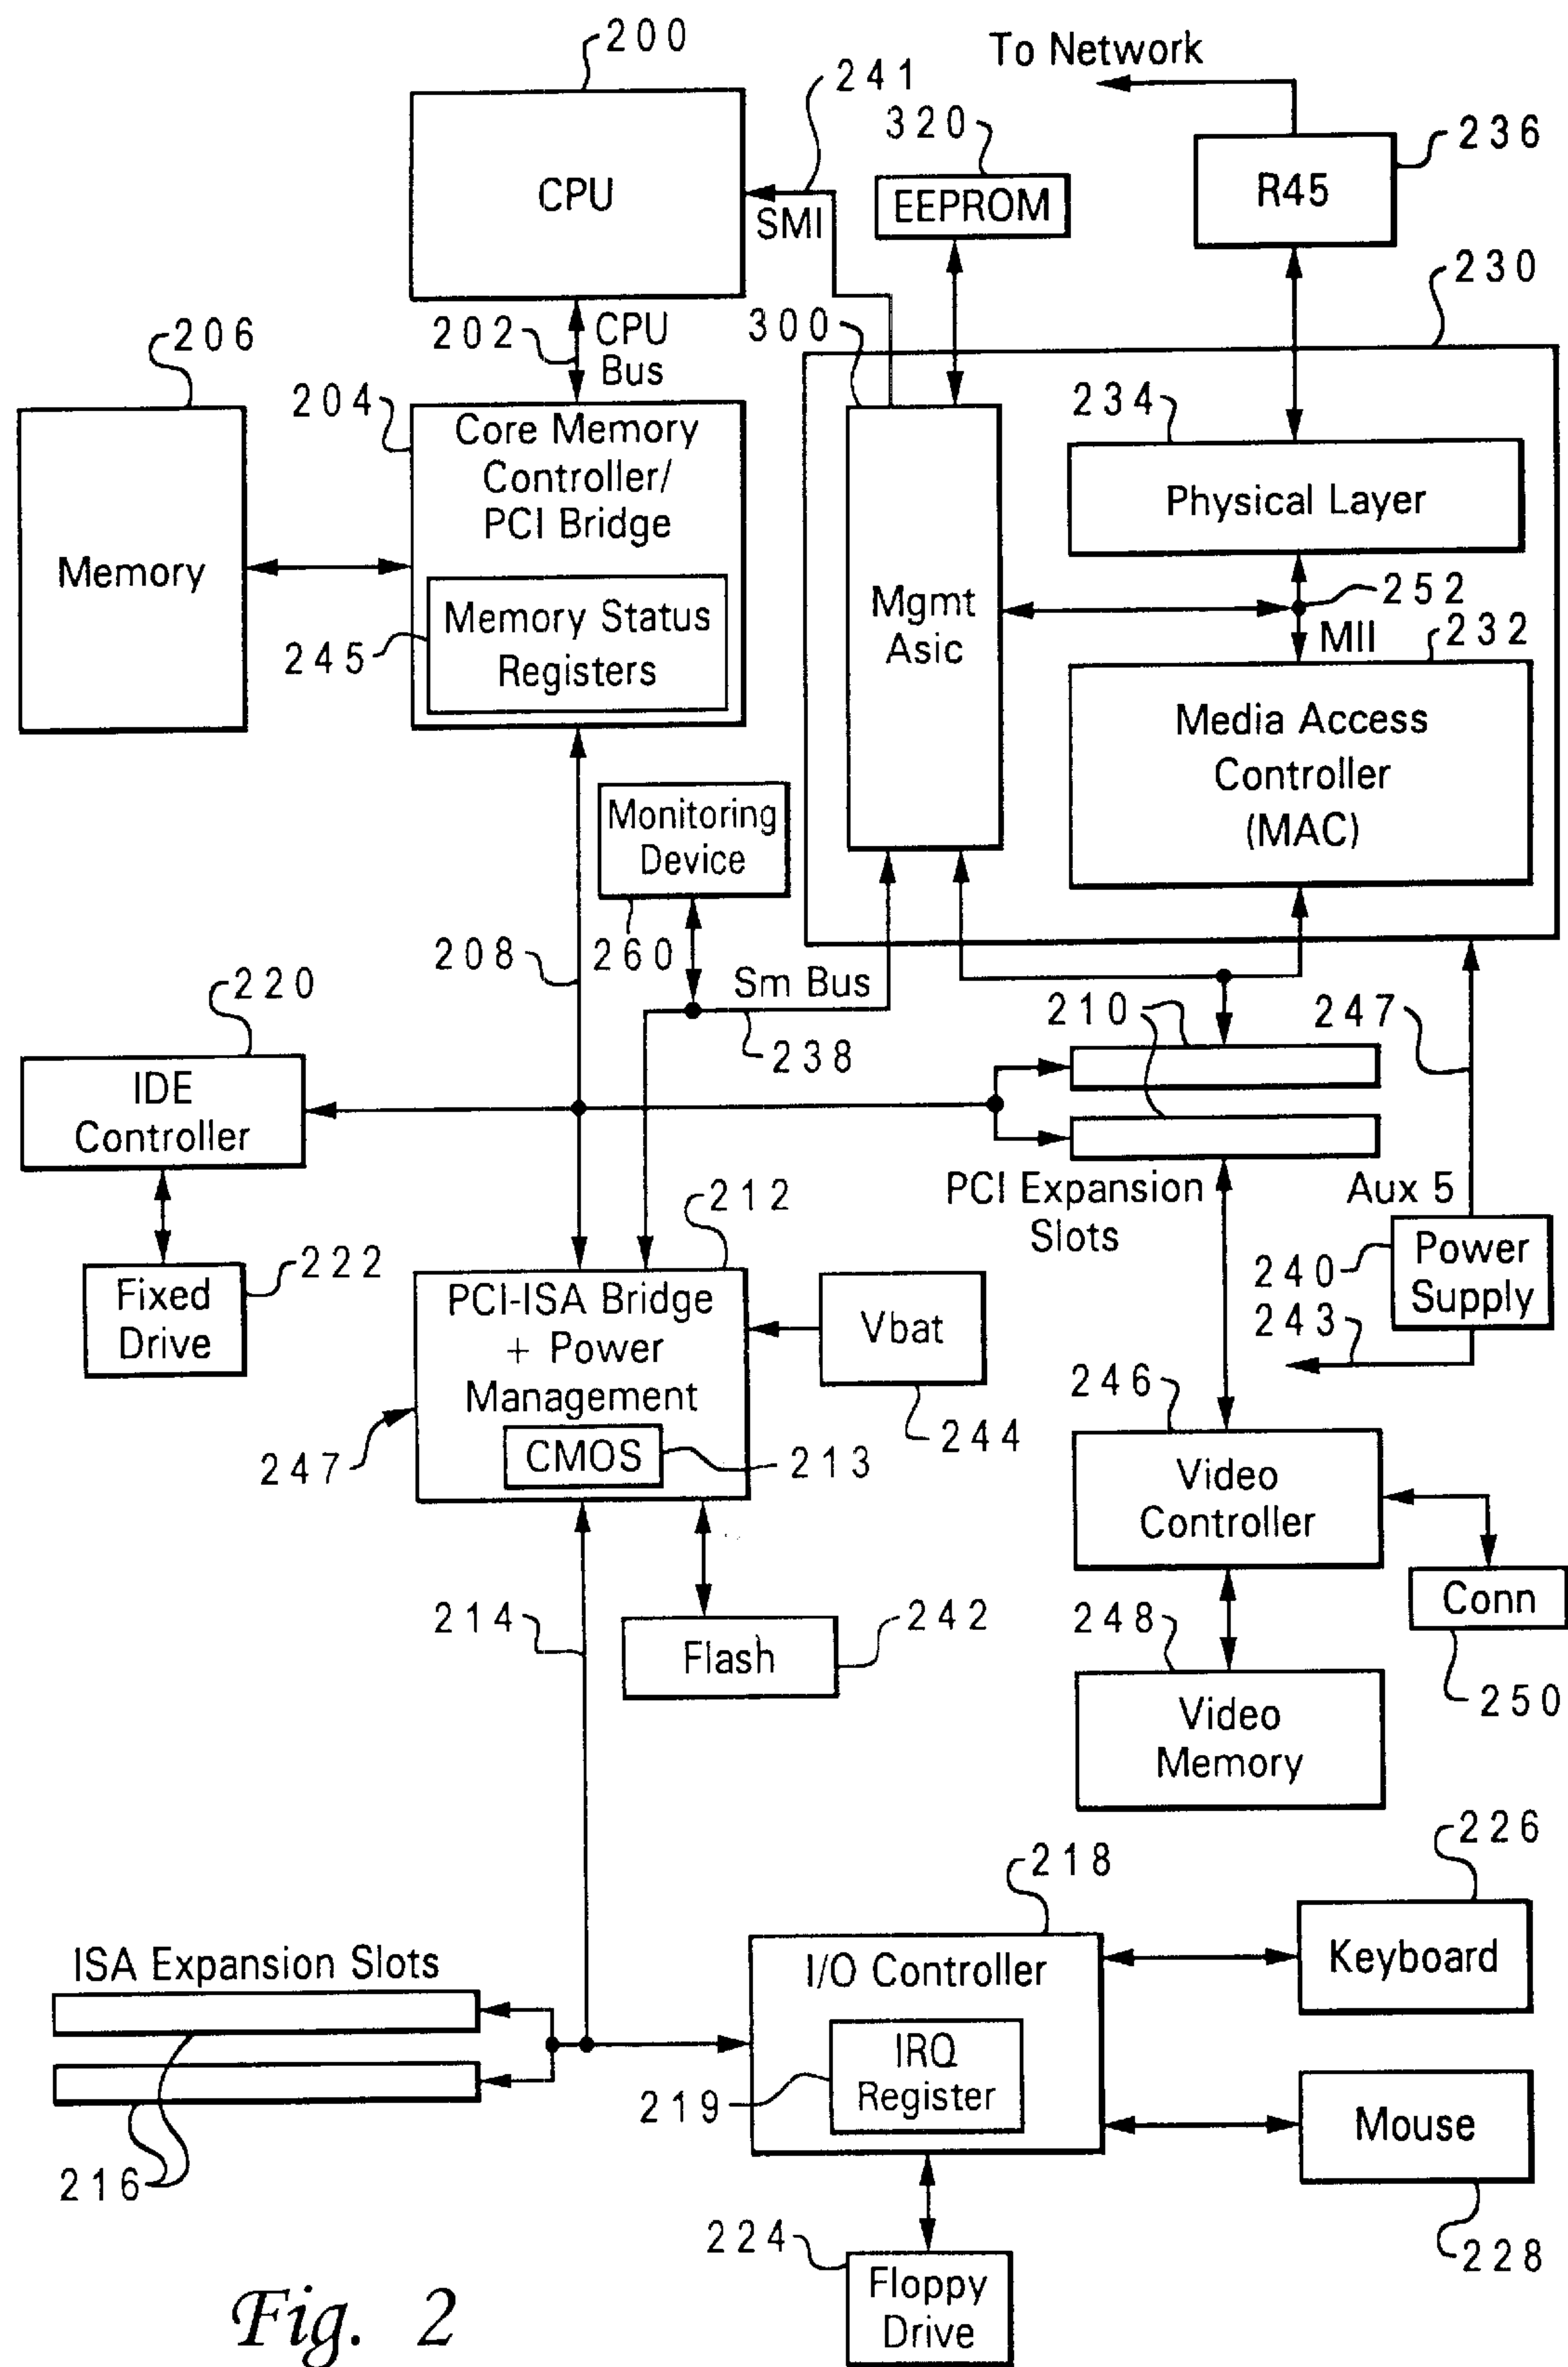 200
To Network
241
320
236
CPU
SMI
EEPROM
R45
230
206
202
CPU
Bus
300
204
Core Memory
Controller/
PCI Bridge
234
Physical Layer
Memory
Mgmt
Asic
252
MII
232
245
Memory Status
Registers
Media Access
Controller
(MAC)
Monitoring
Device
208
260
Sm Bus
238
220
210
247
IDE
Controller
PCI Expansion
Slots
Aux 5
212
222
Fixed
Drive
PCI-ISA Bridge
+ Power
Management
CMOS
213
247
Vbat
244
240
Power
Supply
243
246
Video
Controller
Conn
250
214
Flash
242
248
Video
Memory
226
218
ISA Expansion Slots
I/O Controller
Keyboard
IRQ
Register
219
216
Mouse
228
224
Floppy
Drive
Fig. 2